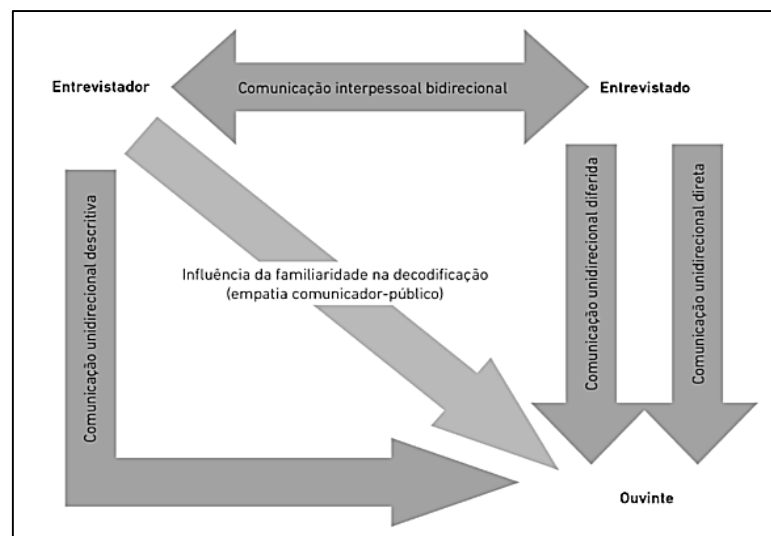 Entrevistador
Comunicação interpessoal bidirecional
Entrevistado
Comunicação unidirecional descritiva
Influência da familiaridade na decodificação
(empatia comunicador-público)
Comunicação unidirecional diferida
Comunicação unidirecional direta
Ouvinte